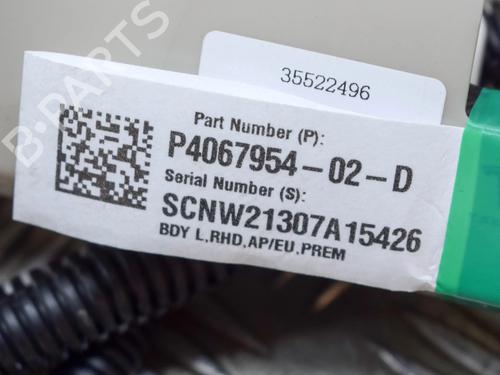 B-PARTS
35522496
Part Number (P):
P4067954-02-D
Serial Number (S):
SCNW21307A15426
BDY L,RHD,AP/EU,PREM